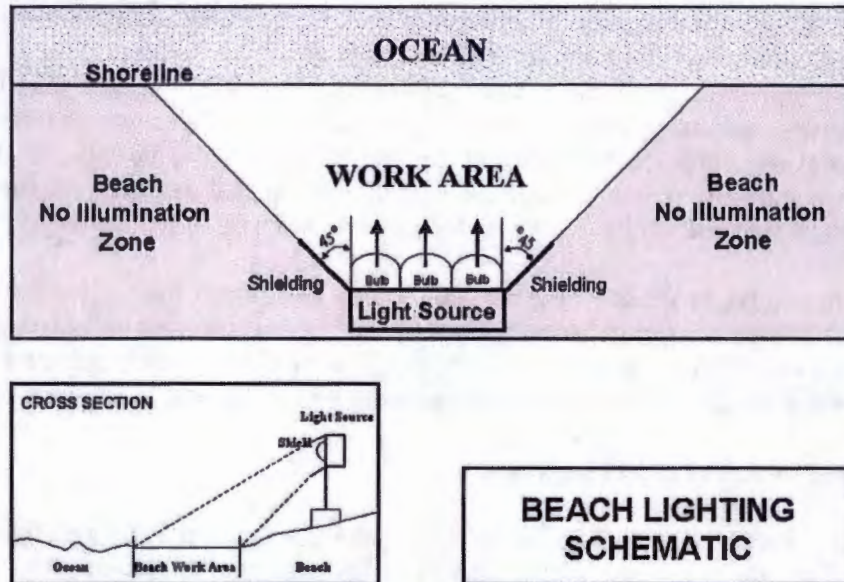 OCEAN
Shoreline
WORK AREA
Beach
No Illumination
Zone
Beach
No Illumination
Zone
45°
45°
Shielding
Bulb
Bulb
Bulb
Shielding
Light Source
CROSS SECTION
Light Source
Shield
Ocean
Beach Work Area
Beach
BEACH LIGHTING
SCHEMATIC